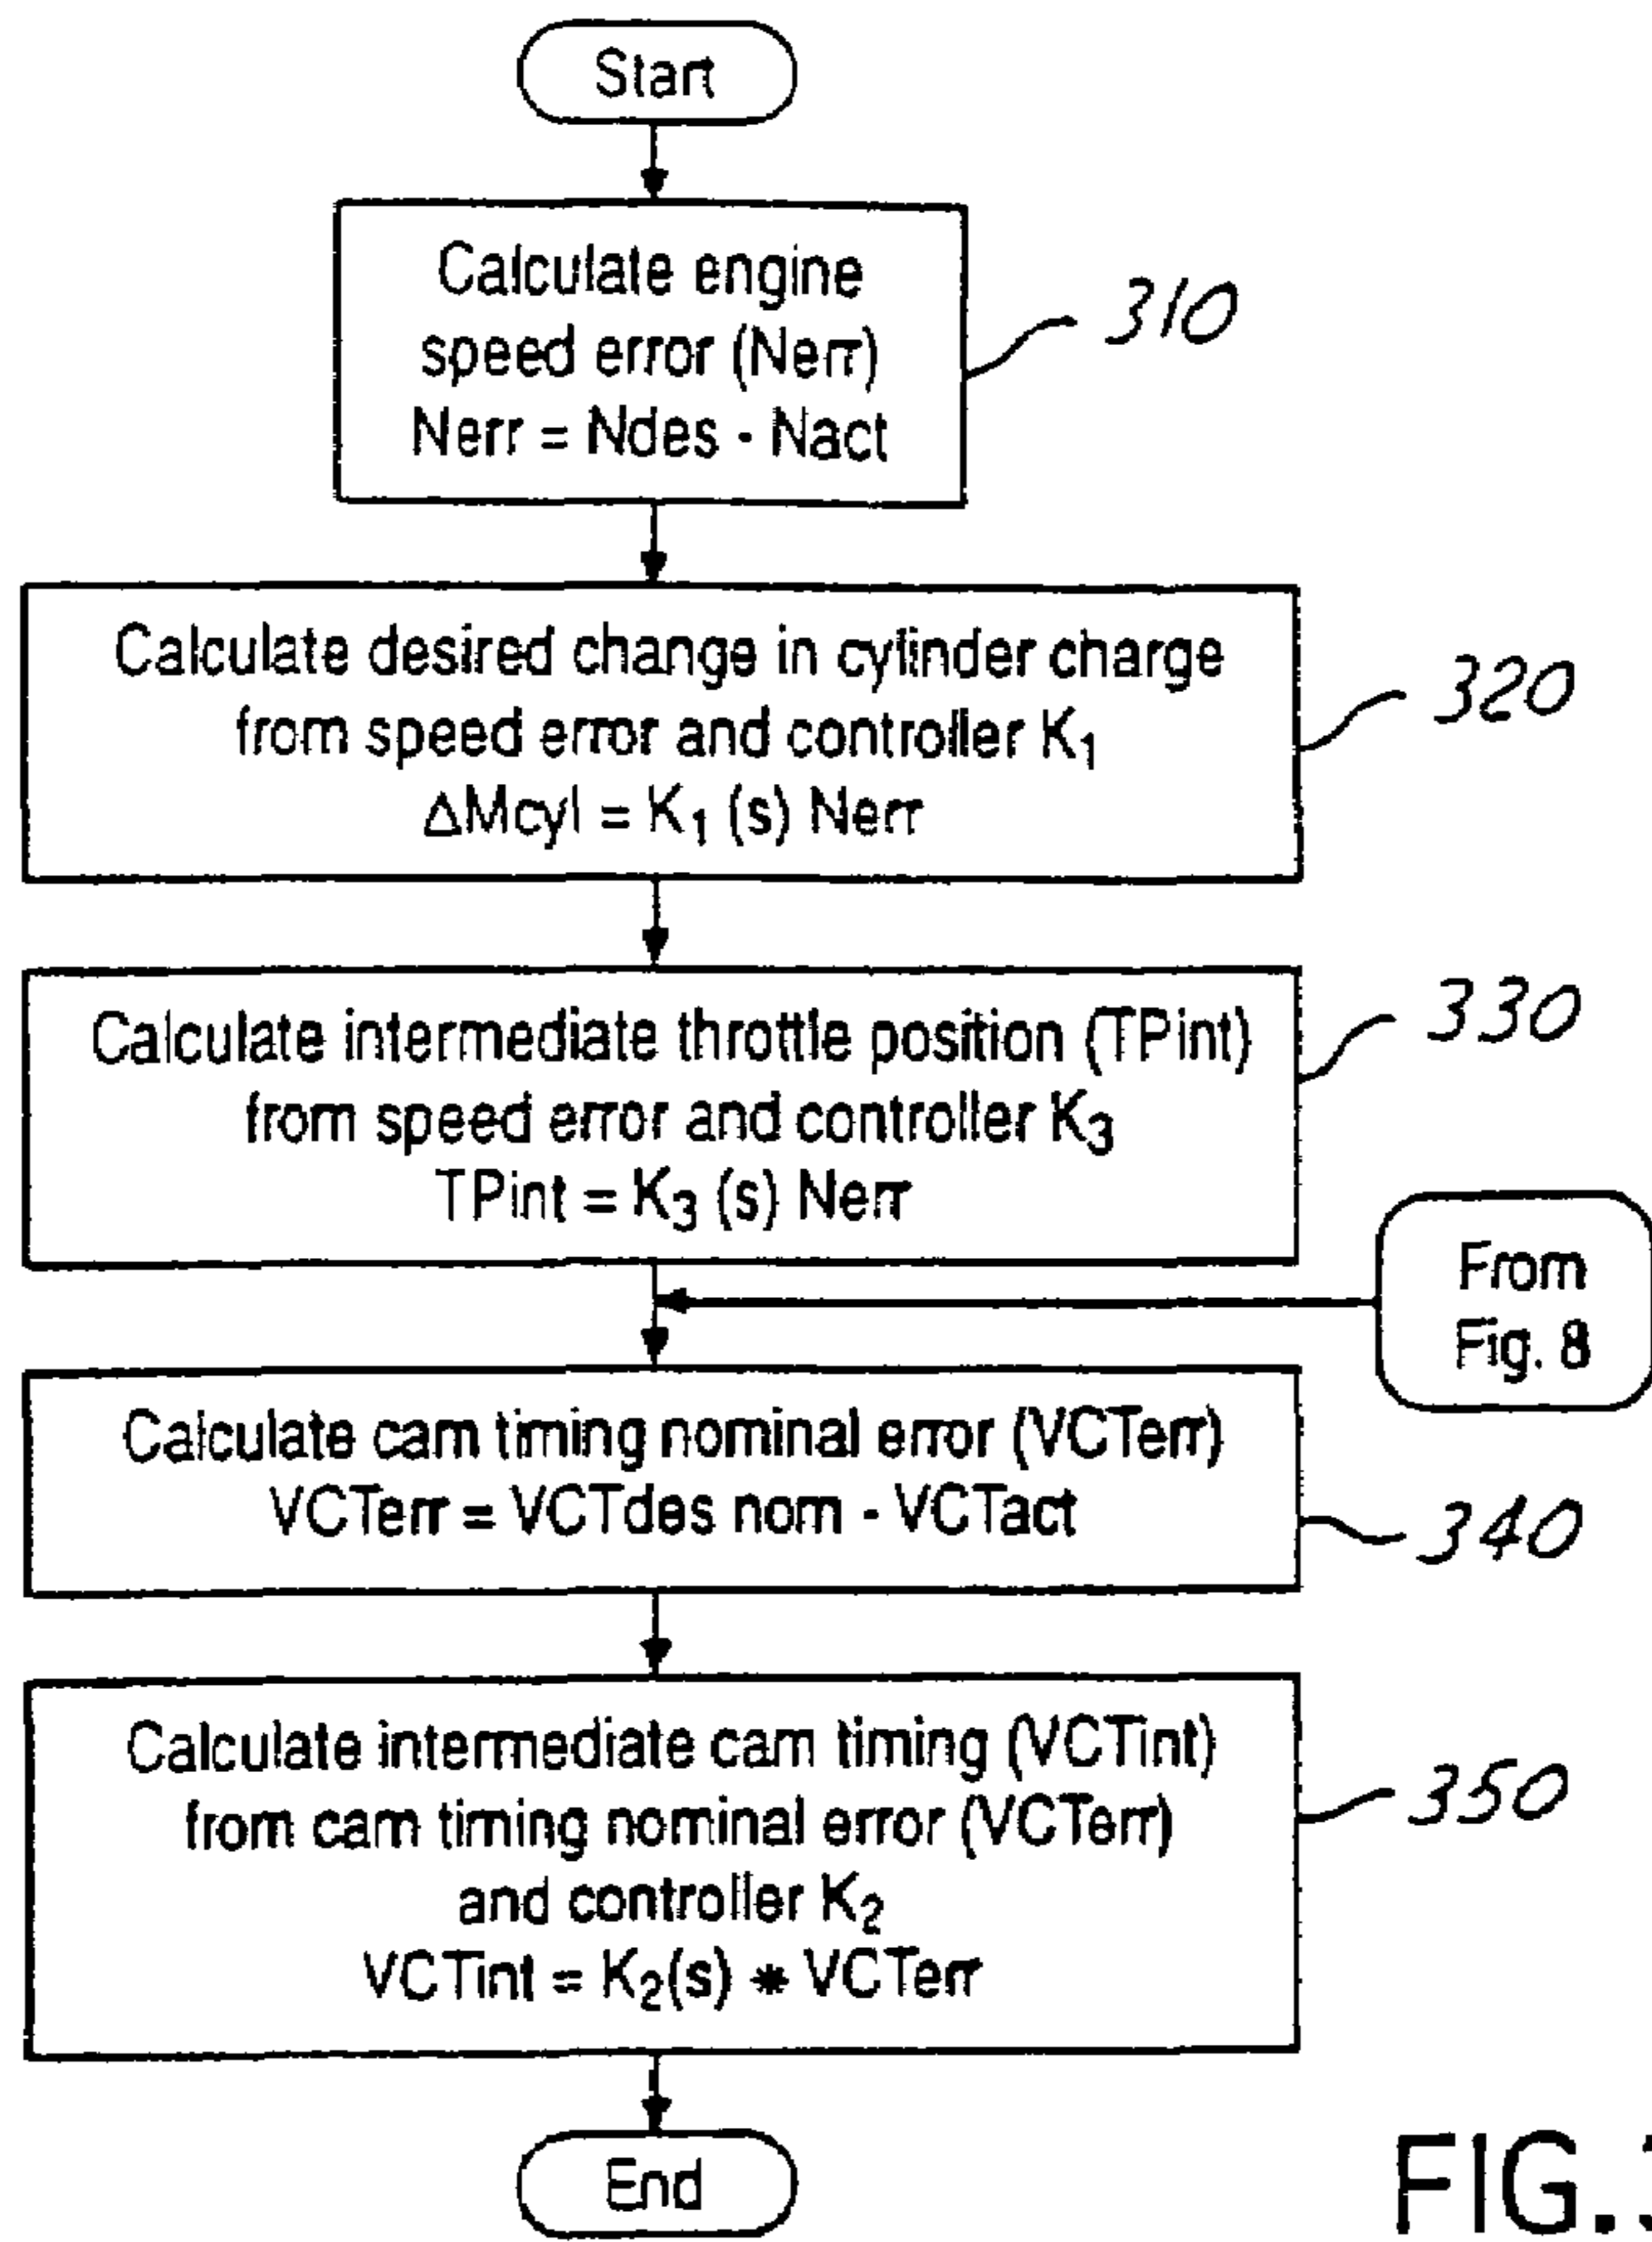 Start
Calculate engine
speed error (Nerr)
Nerr = Ndes - Nact
310
Calculate desired change in cylinder charge
from speed error and controller K₁
ΔMcyl = K₁ (s) Nerr
320
Calculate intermediate throttle position (TPint)
from speed error and controller K₃
TPint = K₃ (s) Nerr
330
From
Fig. 8
Calculate cam timing nominal error (VCTerr)
VCTerr = VCTdes nom - VCTact
340
Calculate intermediate cam timing (VCTint)
from cam timing nominal error (VCTerr)
and controller K₂
VCTint = K₂(s) * VCTerr
350
End
FIG.